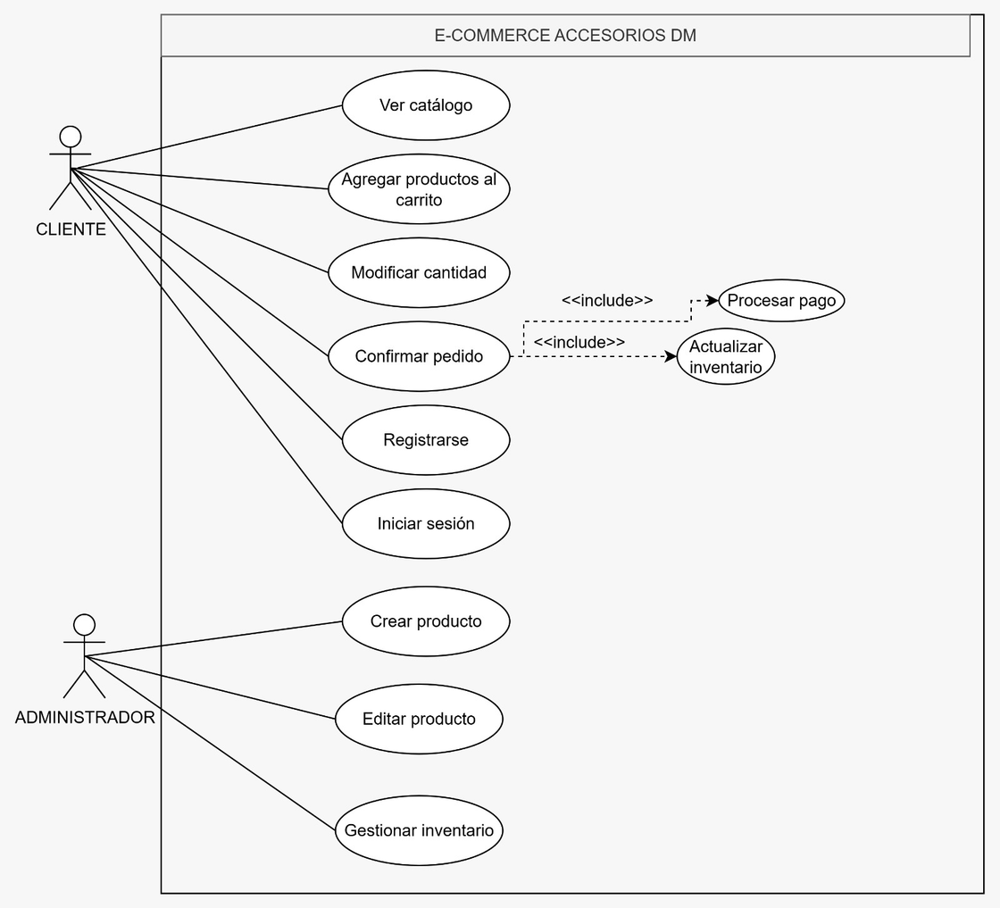 E-COMMERCE ACCESORIOS DM
Ver catálogo
Agregar productos al
carrito
CLIENTE
Modificar cantidad
<<include>>
Procesar pago
<<include>>
Actualizar
inventario
Confirmar pedido
Registrarse
Iniciar sesión
Crear producto
ADMINISTRADOR
Editar producto
Gestionar inventario